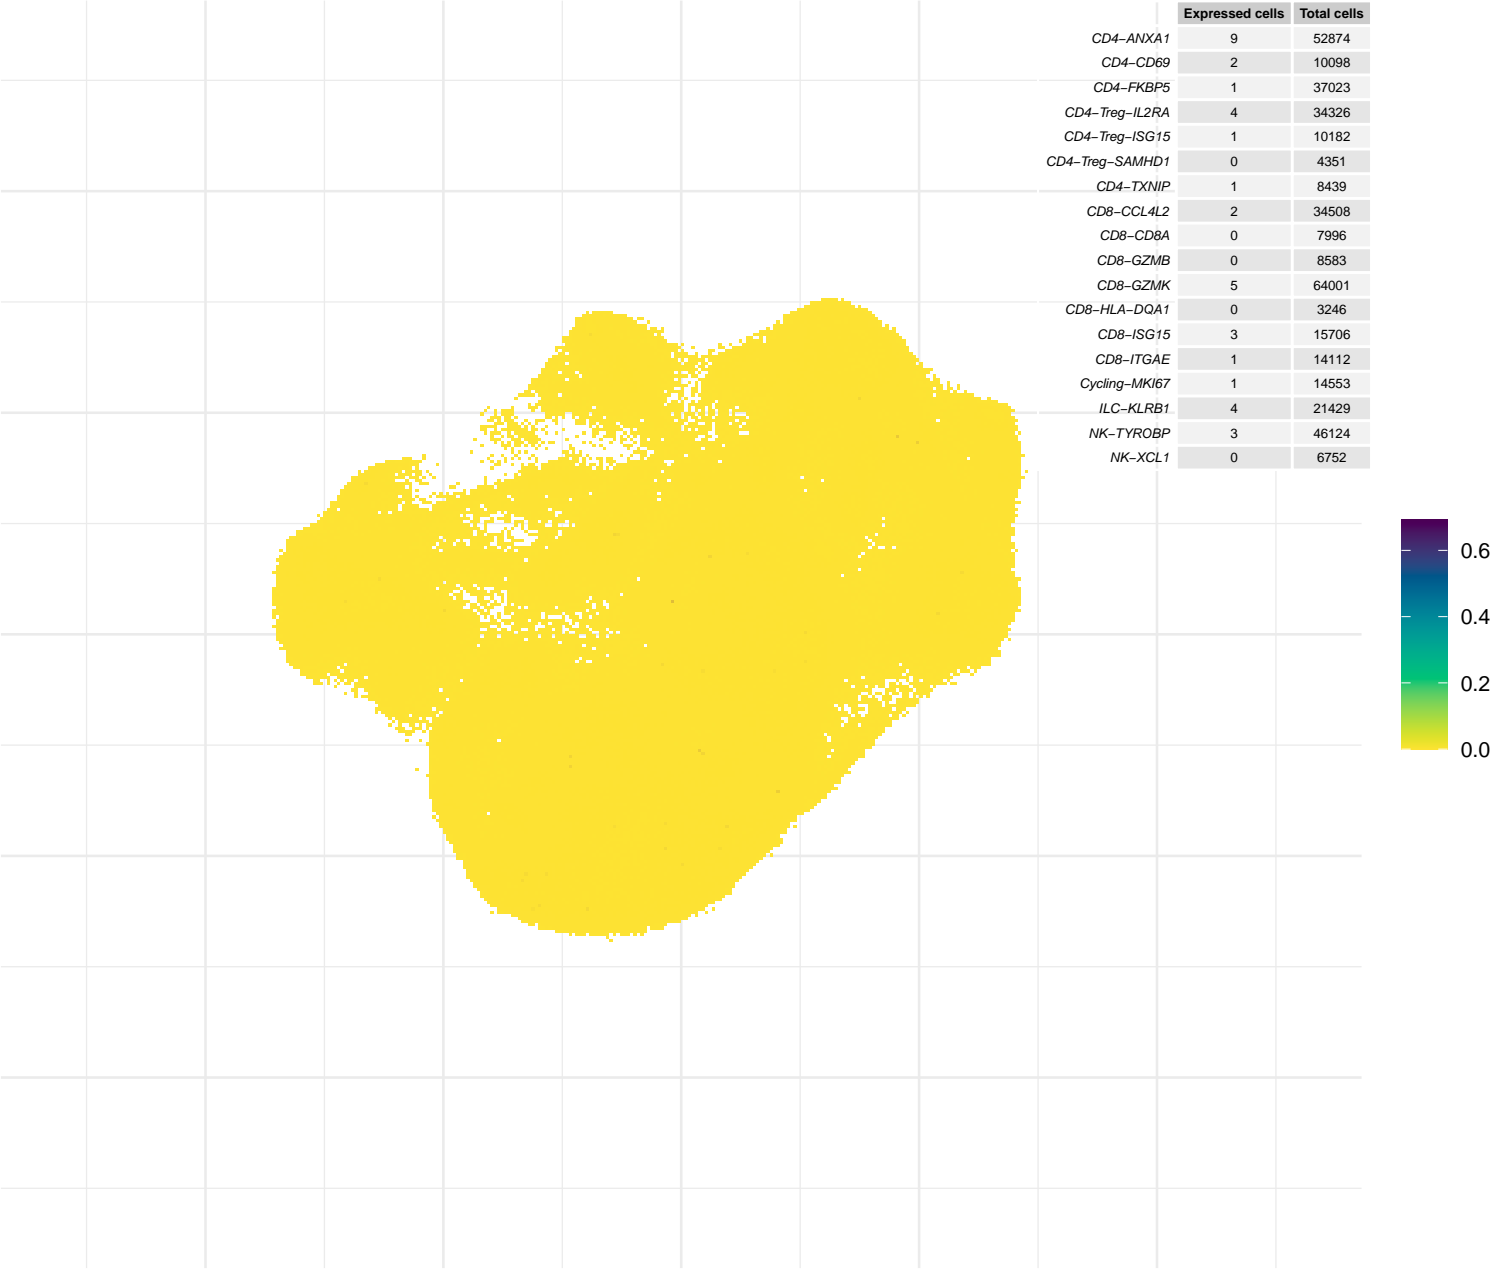 Expressed cells Total cells
CD4−ANXA1 9 52874
CD4−CD69 2 10098
CD4−FKBP5 1 37023
CD4−Treg−IL2RA 4 34326
CD4−Treg−ISG15 1 10182
CD4−Treg−SAMHD1 0 4351
CD4−TXNIP 1 8439
CD8−CCL4L2 2 34508
CD8−CD8A 0 7996
CD8−GZMB 0 8583
CD8−GZMK 5 64001
CD8−HLA−DQA1 0 3246
CD8−ISG15 3 15706
CD8−ITGAE 1 14112
Cycling−MKI67 1 14553
ILC−KLRB1 4 21429
NK−TYROBP 3 46124
NK−XCL1 0 6752
0.6
0.4
0.2
0.0